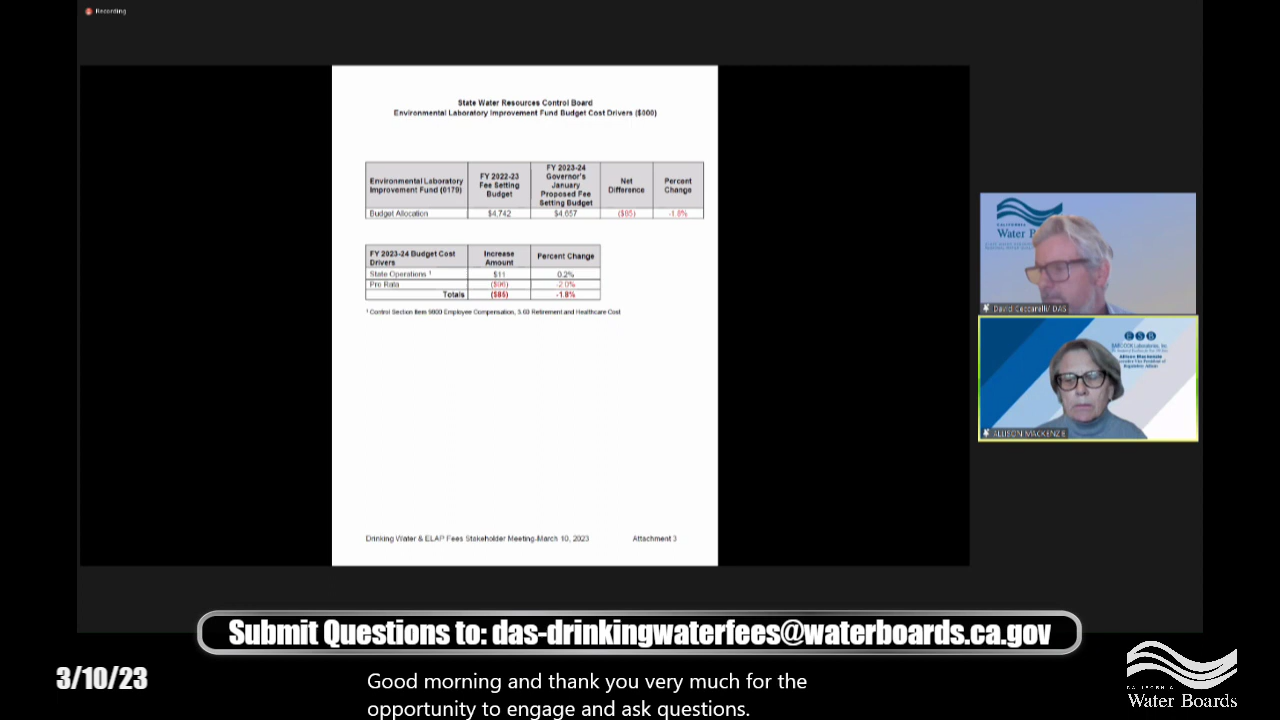 Recording
State Water Resources Control Board
Environmental Laboratory Improvement Fund Budget Cost Drivers ($000)
Environmental Laboratory Improvement Fund (0179)
FY 2022-23 Fee Setting Budget
FY 2023-24 Governor's January Proposed Fee Setting Budget
Net Difference
Percent Change
Budget Allocation $4,742 $4,657 ($85) -1.8%
FY 2023-24 Budget Cost Drivers
Increase Amount
Percent Change
State Operations ¹ $11 0.2%
Pro Rata ($96) -2.0%
Totals ($85) -1.8%
¹ Control Section Item 9800 Employee Compensation, 3.60 Retirement and Healthcare Cost
Drinking Water & ELAP Fees Stakeholder Meeting-March 10, 2023 Attachment 3
CALIFORNIA
Water B
David Ceccarelli/ DAS
BABCOCK Laboratories, Inc.
ALLISON MACKENZIE
Submit Questions to: das-drinkingwaterfees@waterboards.ca.gov
3/10/23
Good morning and thank you very much for the
opportunity to engage and ask questions.
CALIFORNIA
Water Boards